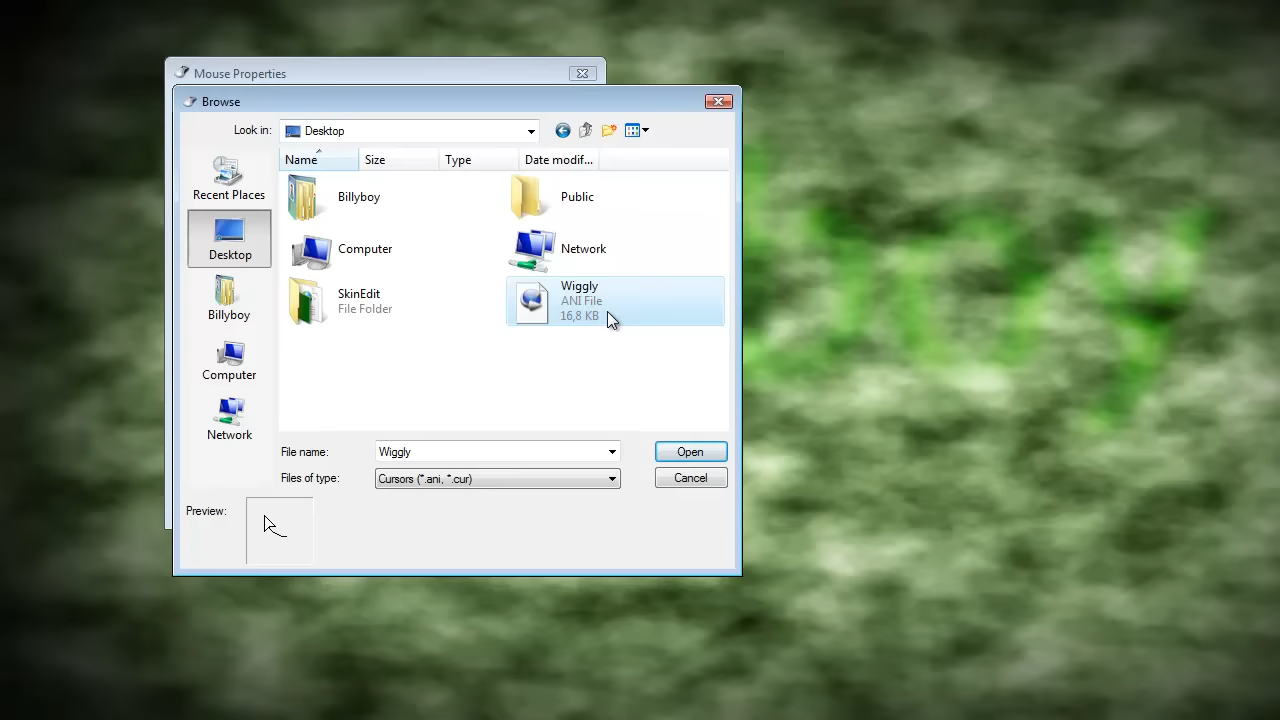 Mouse Properties
Browse
Look in:
Desktop
Name
Size
Type
Date modif...
Recent Places
Desktop
Billyboy
Computer
Network
Billyboy
Public
Computer
Network
SkinEdit
File Folder
Wiggly
ANI File
16,8 KB
File name:
Wiggly
Open
Files of type:
Cursors (*.ani, *.cur)
Cancel
Preview: